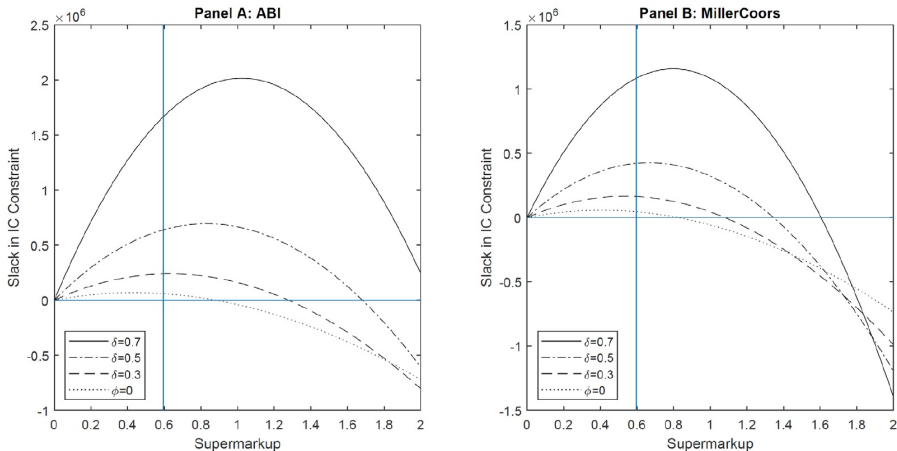 Panel A: ABI
×10⁶
2.5
2
1.5
1
0.5
0
-0.5
-1
Slack in IC Constraint
δ=0.7
δ=0.5
δ=0.3
ϕ=0
0 0.2 0.4 0.6 0.8 1 1.2 1.4 1.6 1.8 2
Supermarkup
Panel B: MillerCoors
×10⁶
1.5
1
0.5
0
-0.5
-1
-1.5
Slack in IC Constraint
δ=0.7
δ=0.5
δ=0.3
ϕ=0
0 0.2 0.4 0.6 0.8 1 1.2 1.4 1.6 1.8 2
Supermarkup